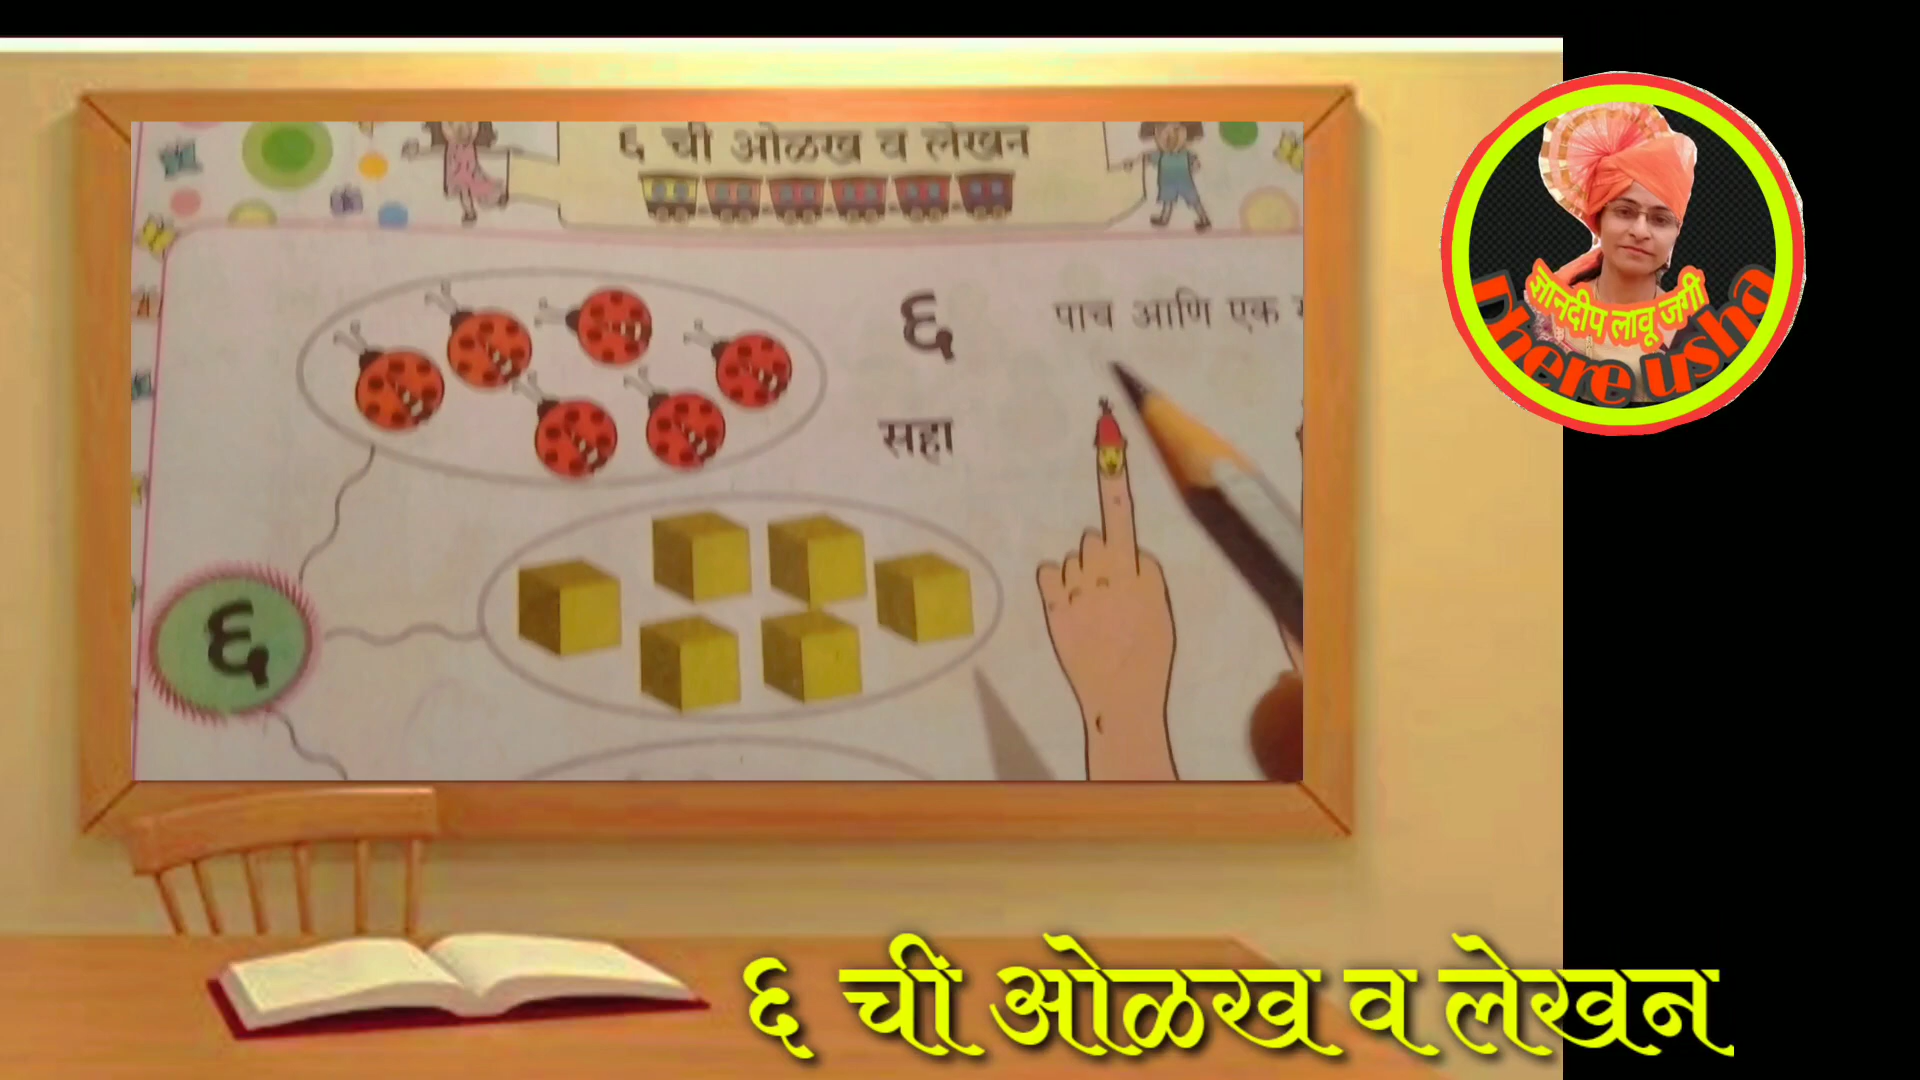 ६ ची ओळख व लेखन
६
पाच आणि एक
सहा
६
ज्ञानदीप लावू जगी
Dhere usha
६ ची ओळख व लेखन